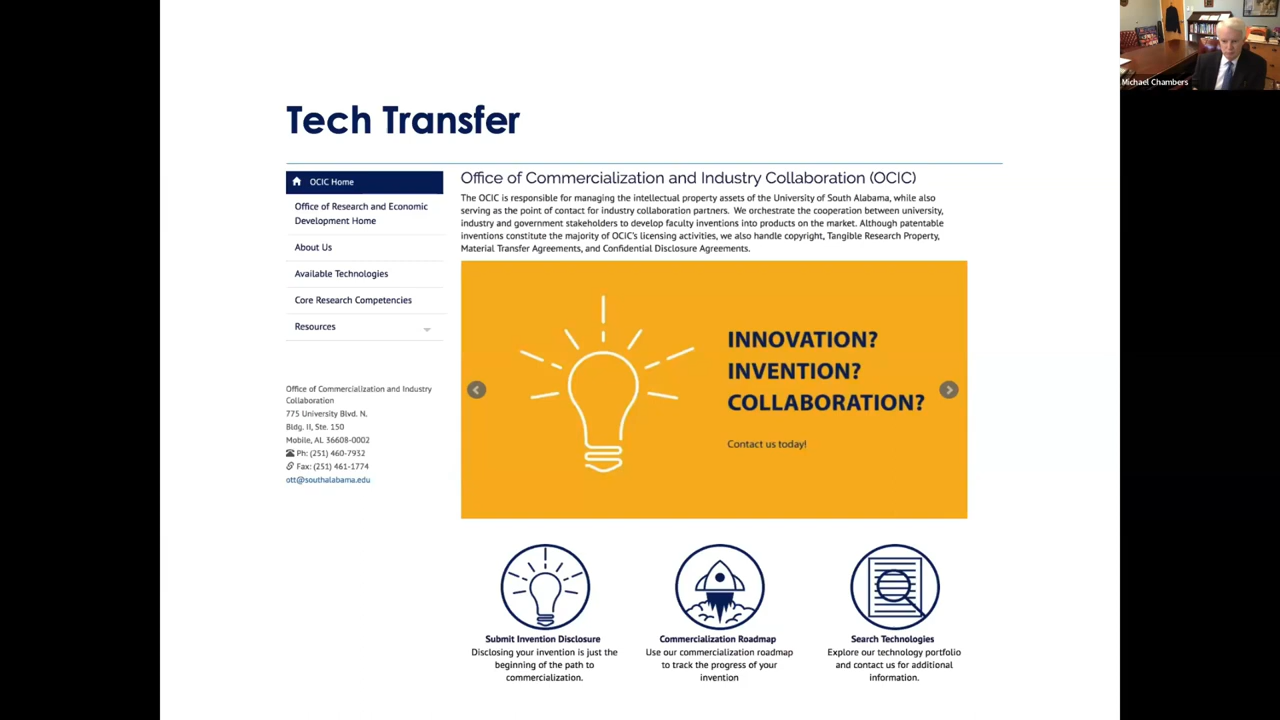 Michael Chambers
Tech Transfer
OCIC Home
Office of Research and Economic
Development Home
About Us
Available Technologies
Core Research Competencies
Resources
Office of Commercialization and Industry
Collaboration
775 University Blvd. N.
Bldg. II, Ste. 150
Mobile, AL 36608-0002
Ph: (251) 460-7932
Fax: (251) 461-1774
ott@southalabama.edu
Office of Commercialization and Industry Collaboration (OCIC)
The OCIC is responsible for managing the intellectual property assets of the University of South Alabama, while also
serving as the point of contact for industry collaboration partners. We orchestrate the cooperation between university,
industry and government stakeholders to develop faculty inventions into products on the market. Although patentable
inventions constitute the majority of OCIC's licensing activities, we also handle copyright, Tangible Research Property,
Material Transfer Agreements, and Confidential Disclosure Agreements.
INNOVATION?
INVENTION?
COLLABORATION?
Contact us today!
Submit Invention Disclosure
Disclosing your invention is just the
beginning of the path to
commercialization.
Commercialization Roadmap
Use our commercialization roadmap
to track the progress of your
invention
Search Technologies
Explore our technology portfolio
and contact us for additional
information.